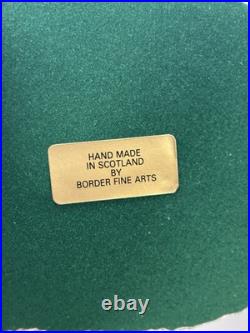 HAND MADE
IN SCOTLAND
BY
BORDER FINE ARTS